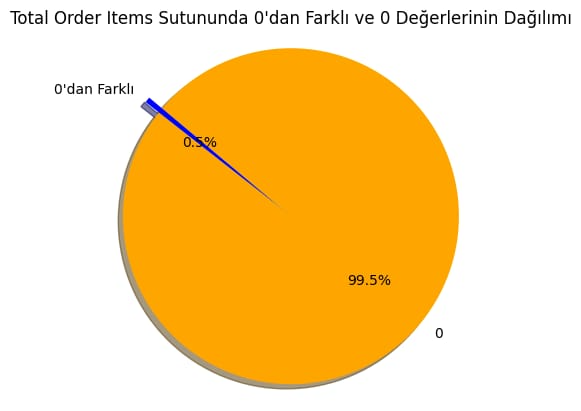 Total Order Items Sutununda 0'dan Farklı ve 0 Değerlerinin Dağılımı
0'dan Farklı
0.5%
99.5%
0